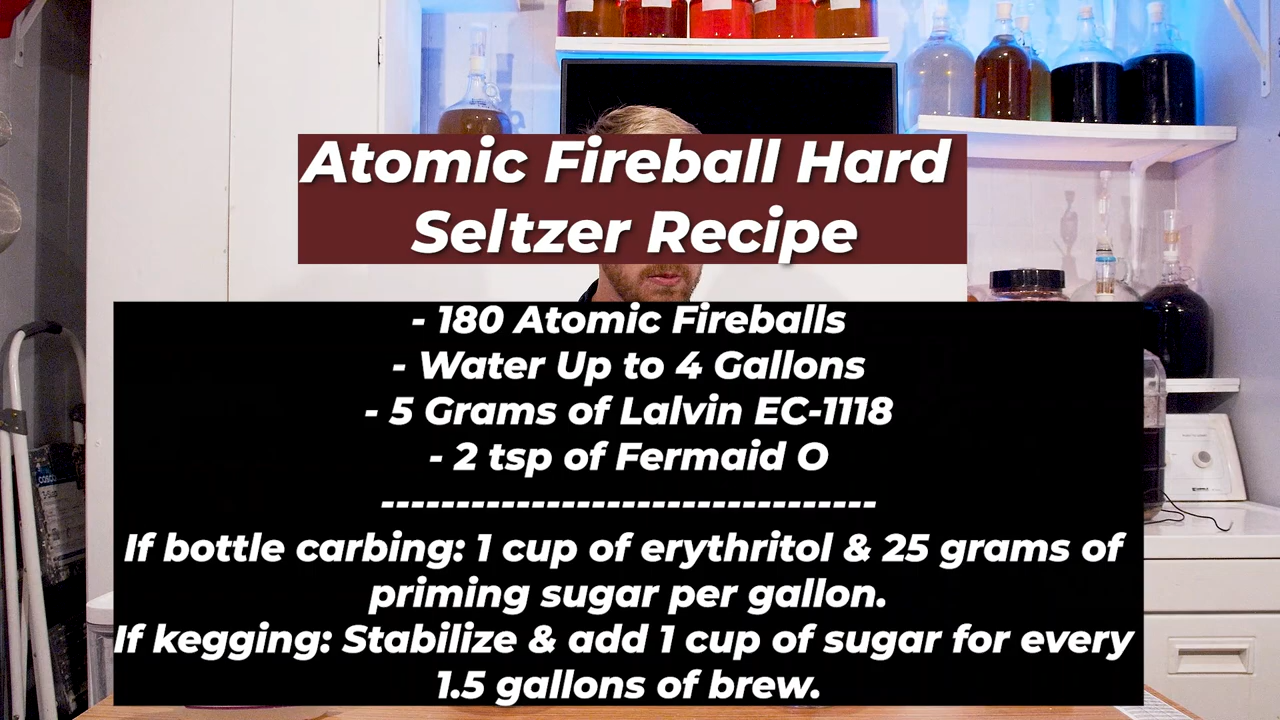 Atomic Fireball Hard
Seltzer Recipe
- 180 Atomic Fireballs
- Water Up to 4 Gallons
- 5 Grams of Lalvin EC-1118
- 2 tsp of Fermaid O
---------------------------------
If bottle carbing: 1 cup of erythritol & 25 grams of
priming sugar per gallon.
If kegging: Stabilize & add 1 cup of sugar for every
1.5 gallons of brew.
COSCO